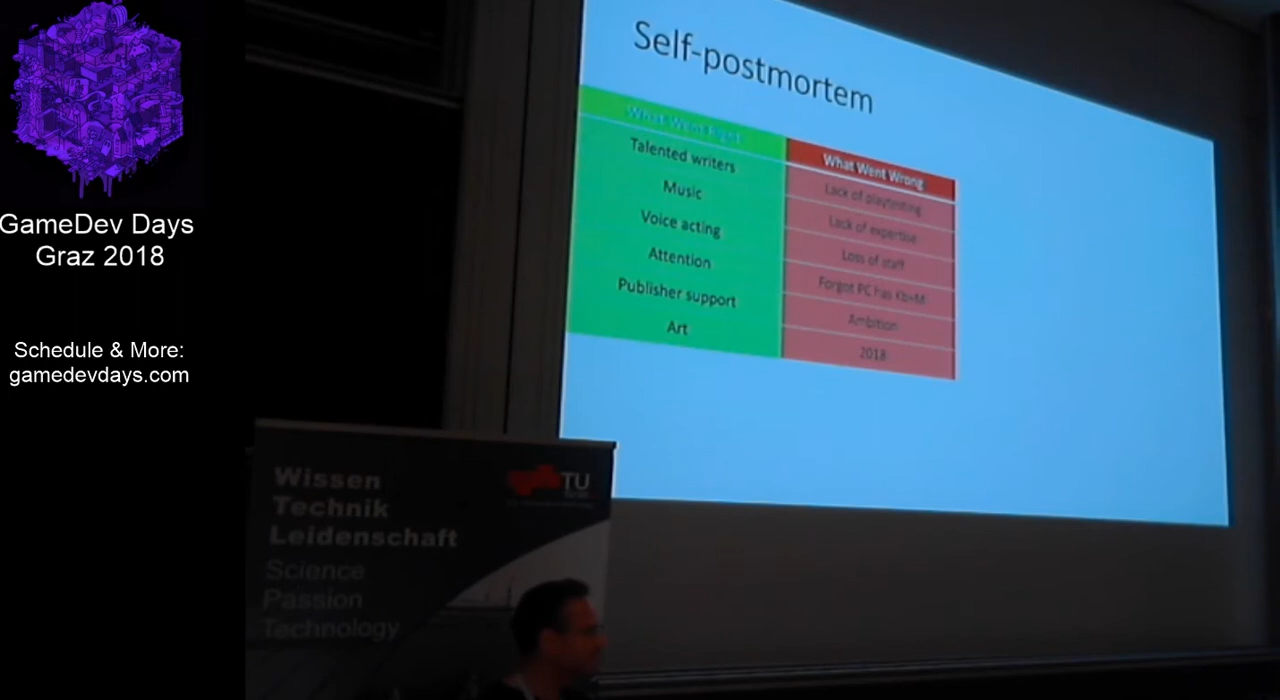 GameDev Days
Graz 2018
Schedule & More:
gamedevdays.com
Self-postmortem
What Went Right
Talented writers
Music
Voice acting
Attention
Publisher support
Art
What Went Wrong
Lack of playtesting
Lack of expertise
Loss of staff
Forgot PC has Kb+M
Ambition
2018
Wissen
Technik
Leidenschaft
TU
Science
Passion
Technology